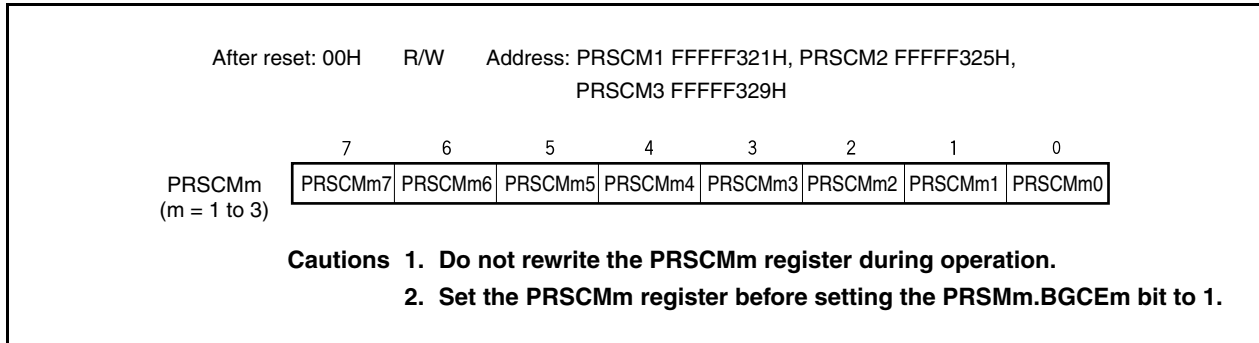 After reset: 00H R/W Address: PRSCM1 FFFFF321H, PRSCM2 FFFFF325H,
PRSCM3 FFFFF329H
7 6 5 4 3 2 1 0
PRSCMm PRSCMm7 PRSCMm6 PRSCMm5 PRSCMm4 PRSCMm3 PRSCMm2 PRSCMm1 PRSCMm0
(m = 1 to 3)
Cautions 1. Do not rewrite the PRSCMm register during operation.
2. Set the PRSCMm register before setting the PRSMm.BGCEm bit to 1.